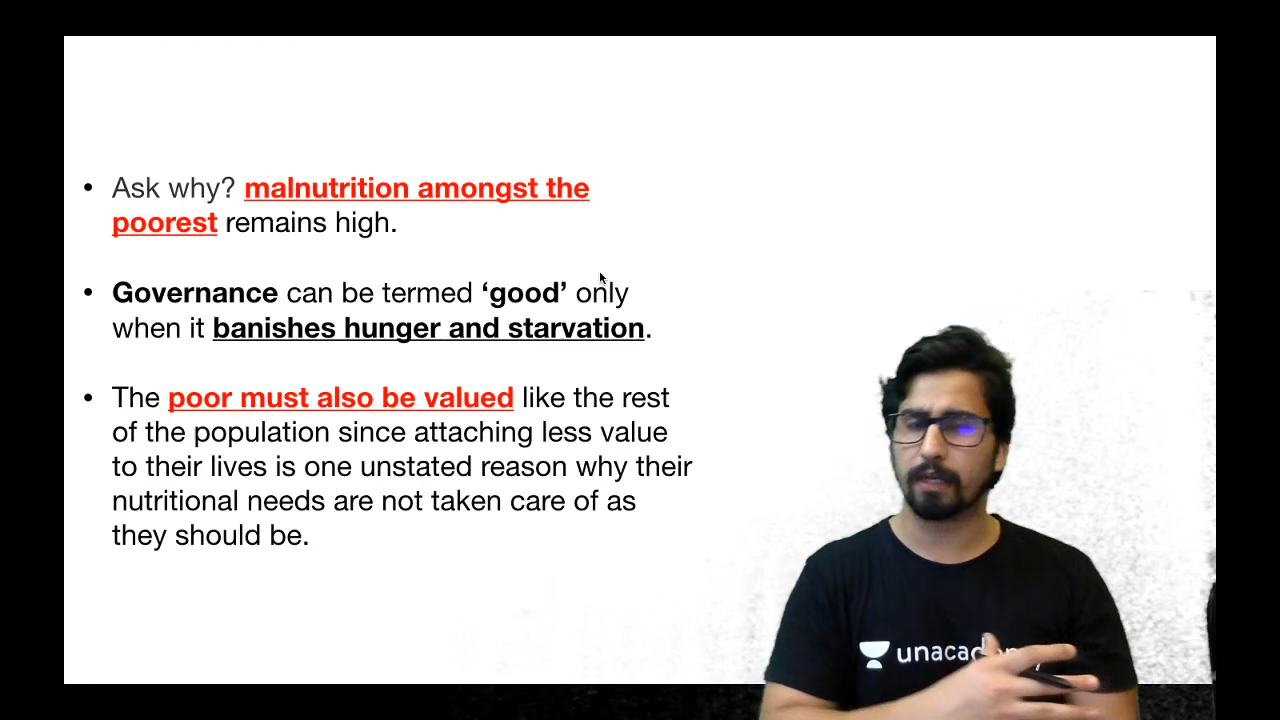 • Ask why? malnutrition amongst the
poorest remains high.
• Governance can be termed ‘good’ only
when it banishes hunger and starvation.
• The poor must also be valued like the rest
of the population since attaching less value
to their lives is one unstated reason why their
nutritional needs are not taken care of as
they should be.